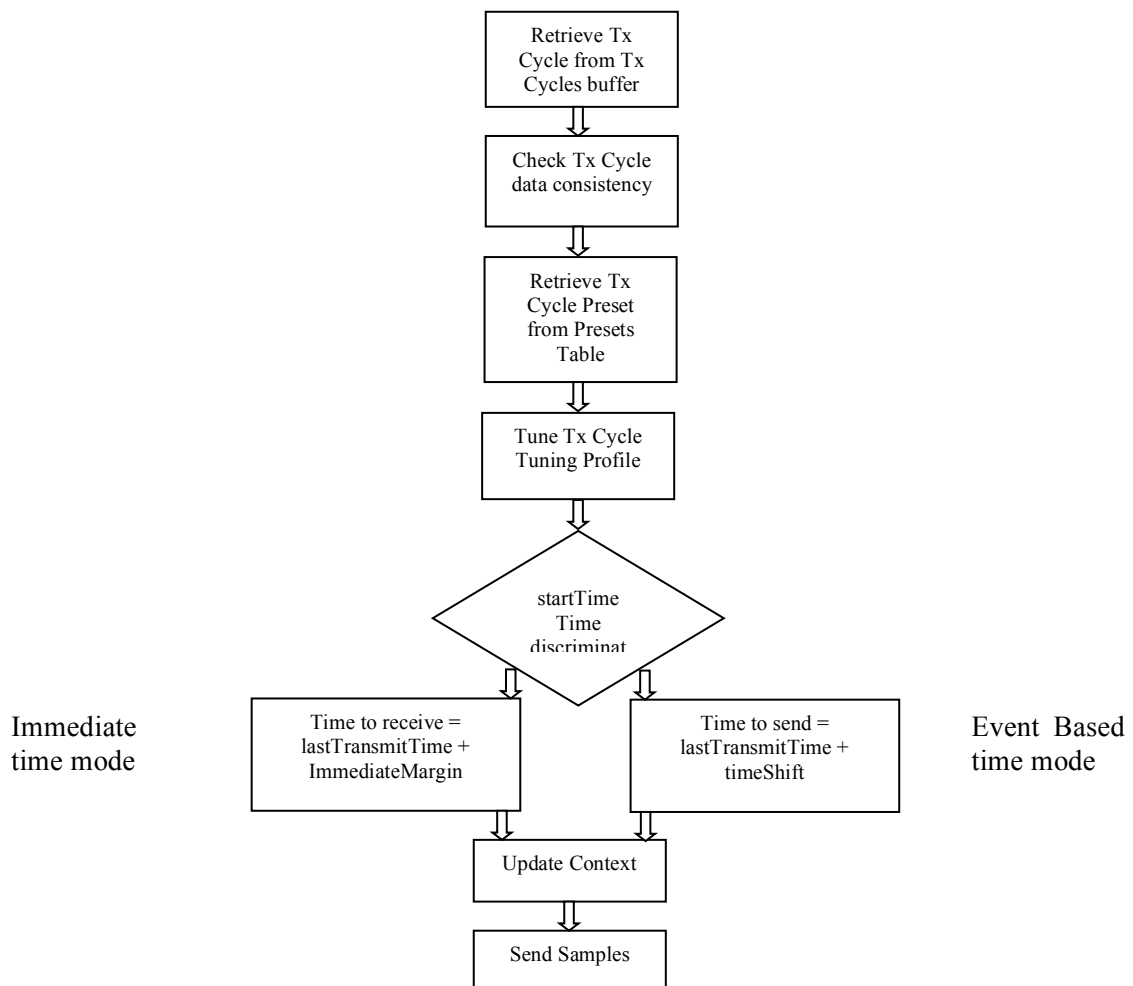 Retrieve Tx
Cycle from Tx
Cycles buffer
Check Tx Cycle
data consistency
Retrieve Tx
Cycle Preset
from Presets
Table
Tune Tx Cycle
Tuning Profile
startTime
Time
discriminat
Immediate
time mode
Time to receive =
lastTransmitTime +
ImmediateMargin
Time to send =
lastTransmitTime +
timeShift
Event Based
time mode
Update Context
Send Samples